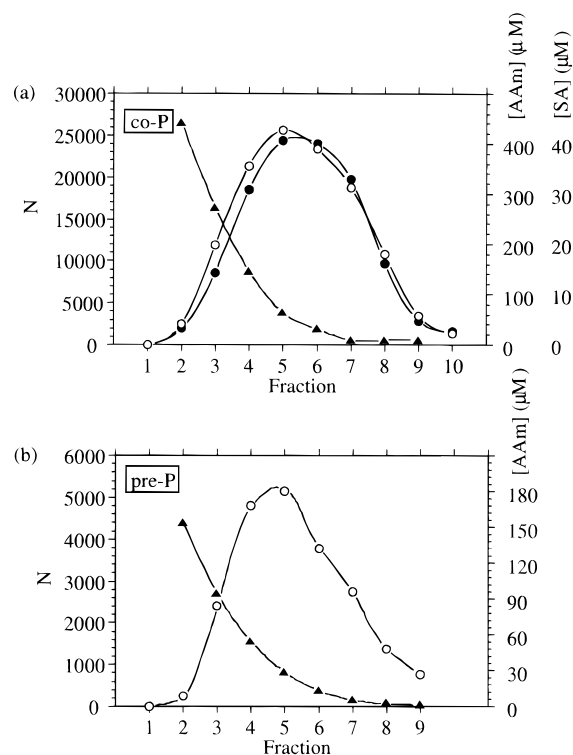 (a)
co-P
N
30000
25000
20000
15000
10000
5000
0
1 2 3 4 5 6 7 8 9 10
Fraction
[AAm] (μM)
400
300
200
100
0
[SA] (μM)
40
30
20
10
0
(b)
pre-P
N
6000
5000
4000
3000
2000
1000
0
1 2 3 4 5 6 7 8 9
Fraction
[AAm] (μM)
180
150
120
90
60
30
0